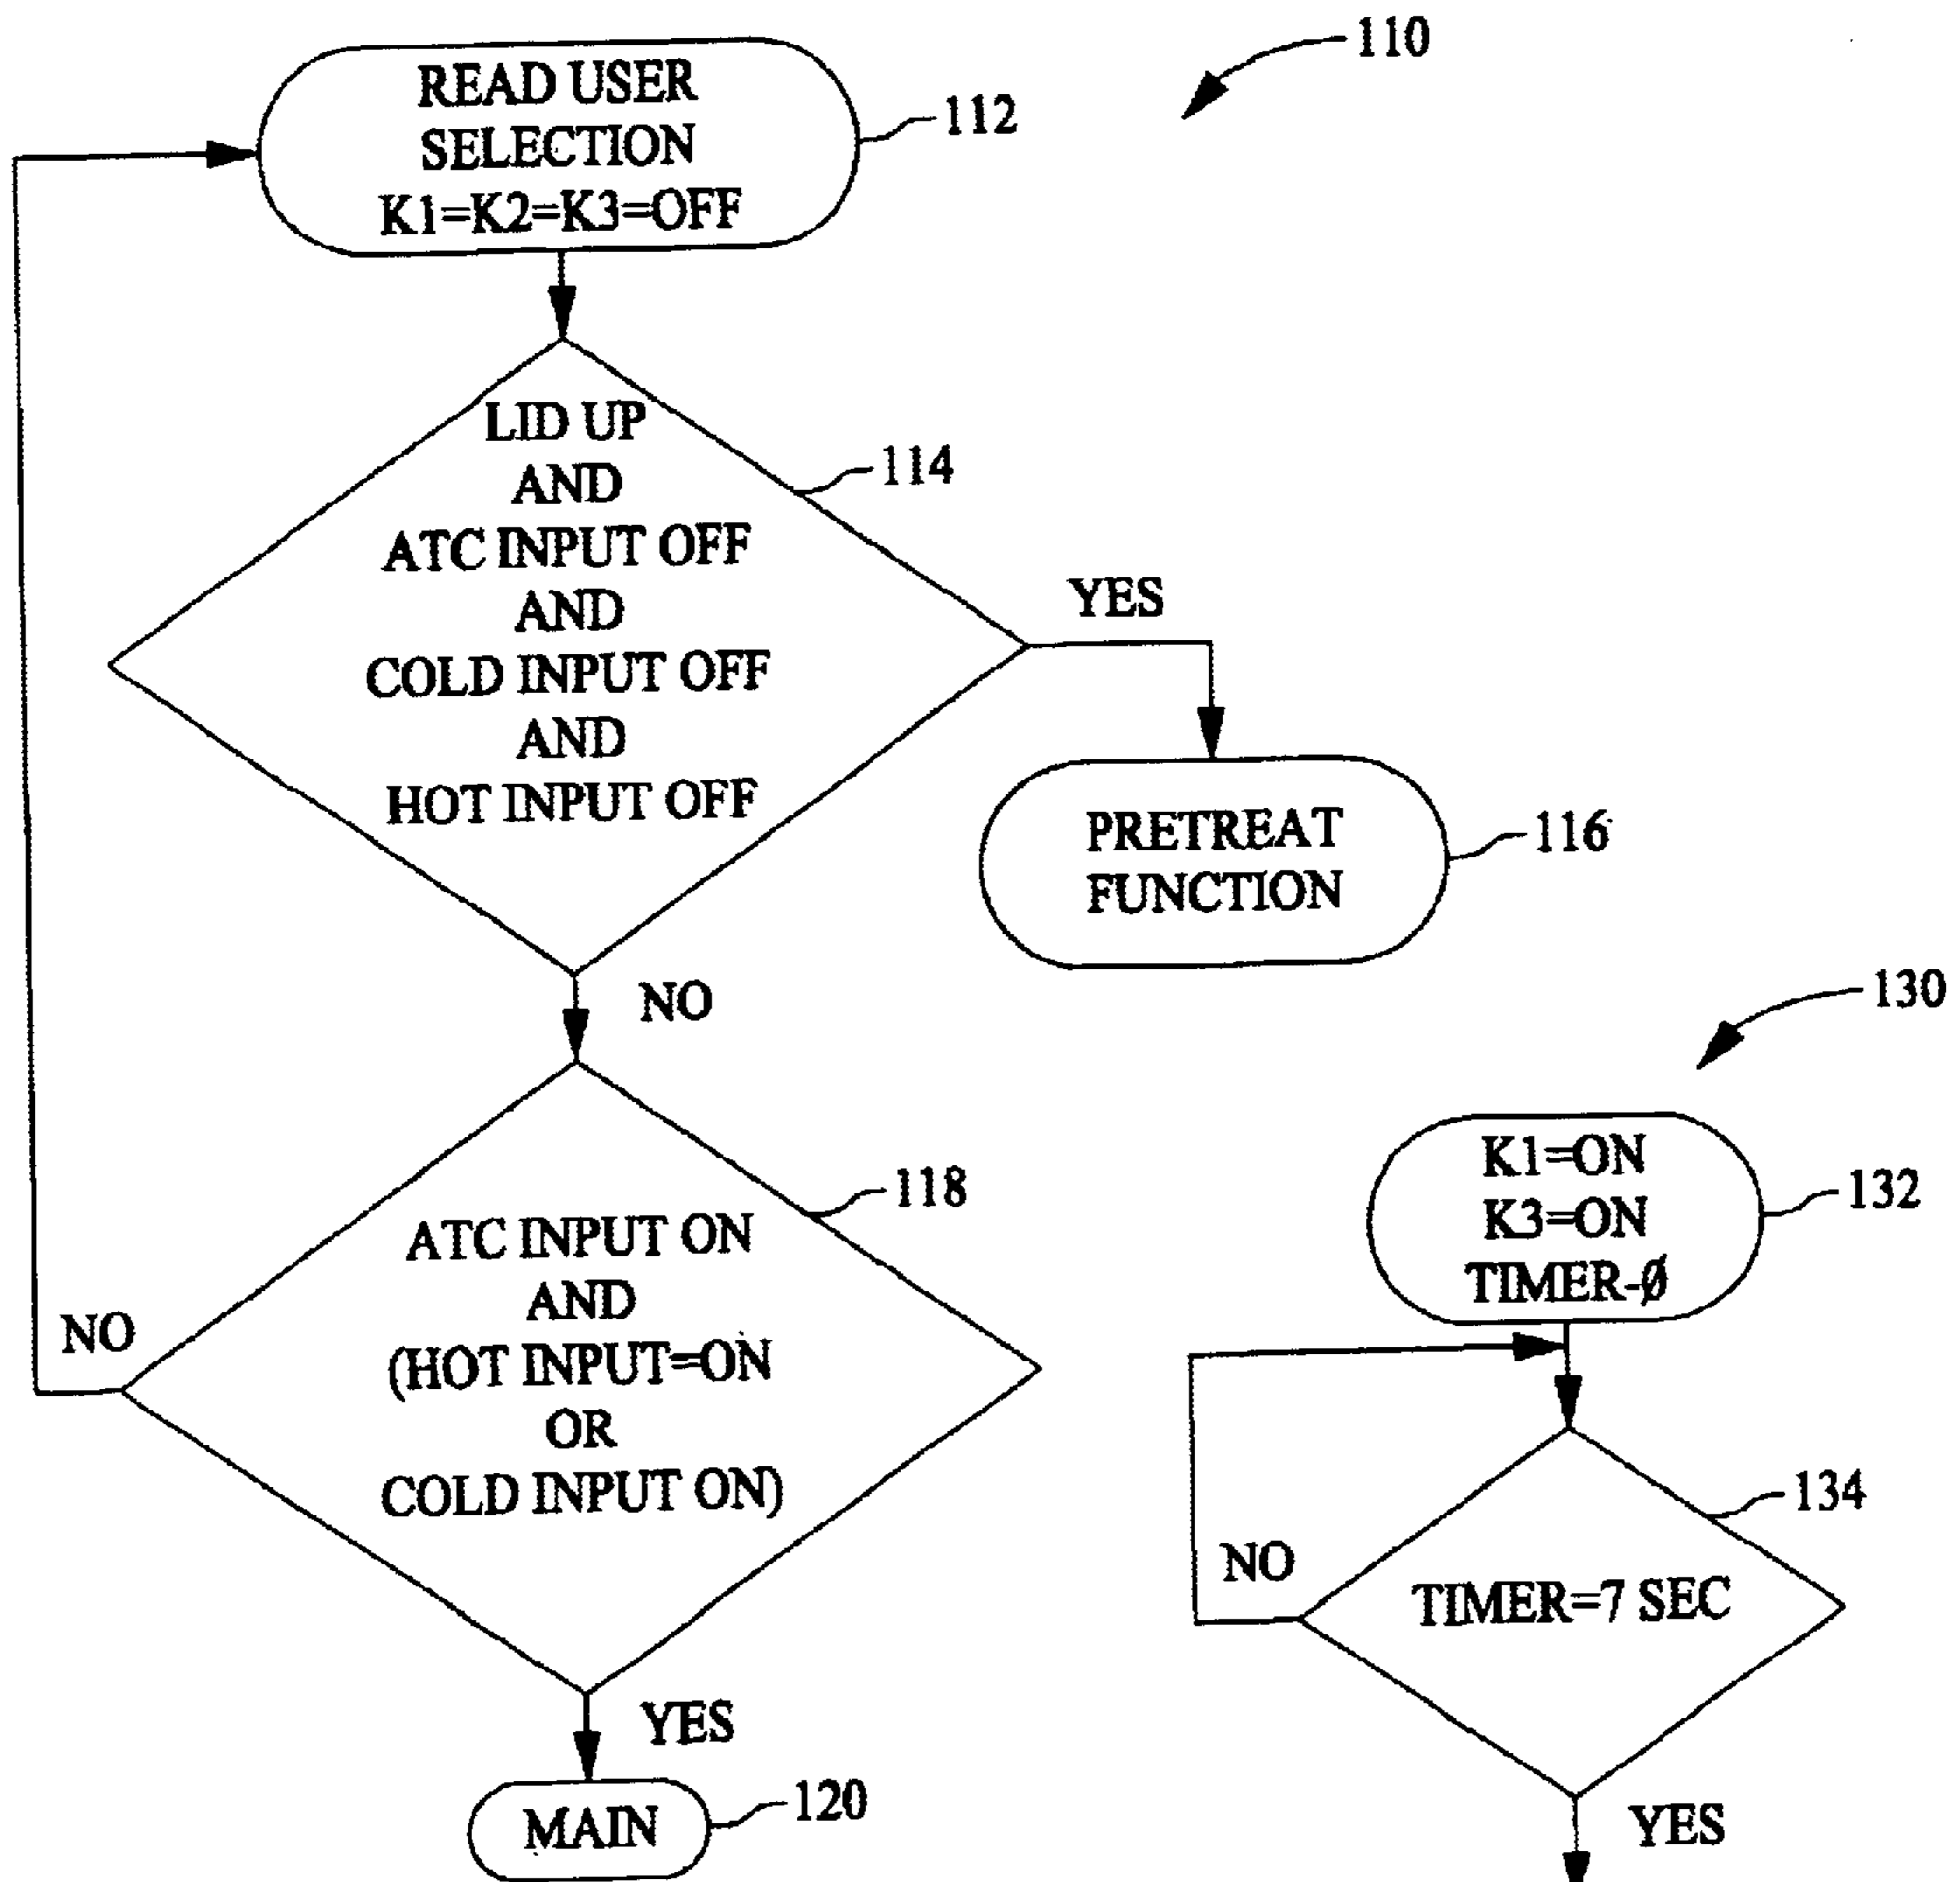 110
READ USER
SELECTION
K1=K2=K3=OFF
112
LID UP
AND
ATC INPUT OFF
AND
COLD INPUT OFF
AND
HOT INPUT OFF
114
YES
PRETREAT
FUNCTION
116
NO
ATC INPUT ON
AND
(HOT INPUT=ON
OR
COLD INPUT ON)
118
NO
YES
MAIN
120
130
K1=ON
K3=ON
TIMER-Ø
132
TIMER=7 SEC
134
NO
YES